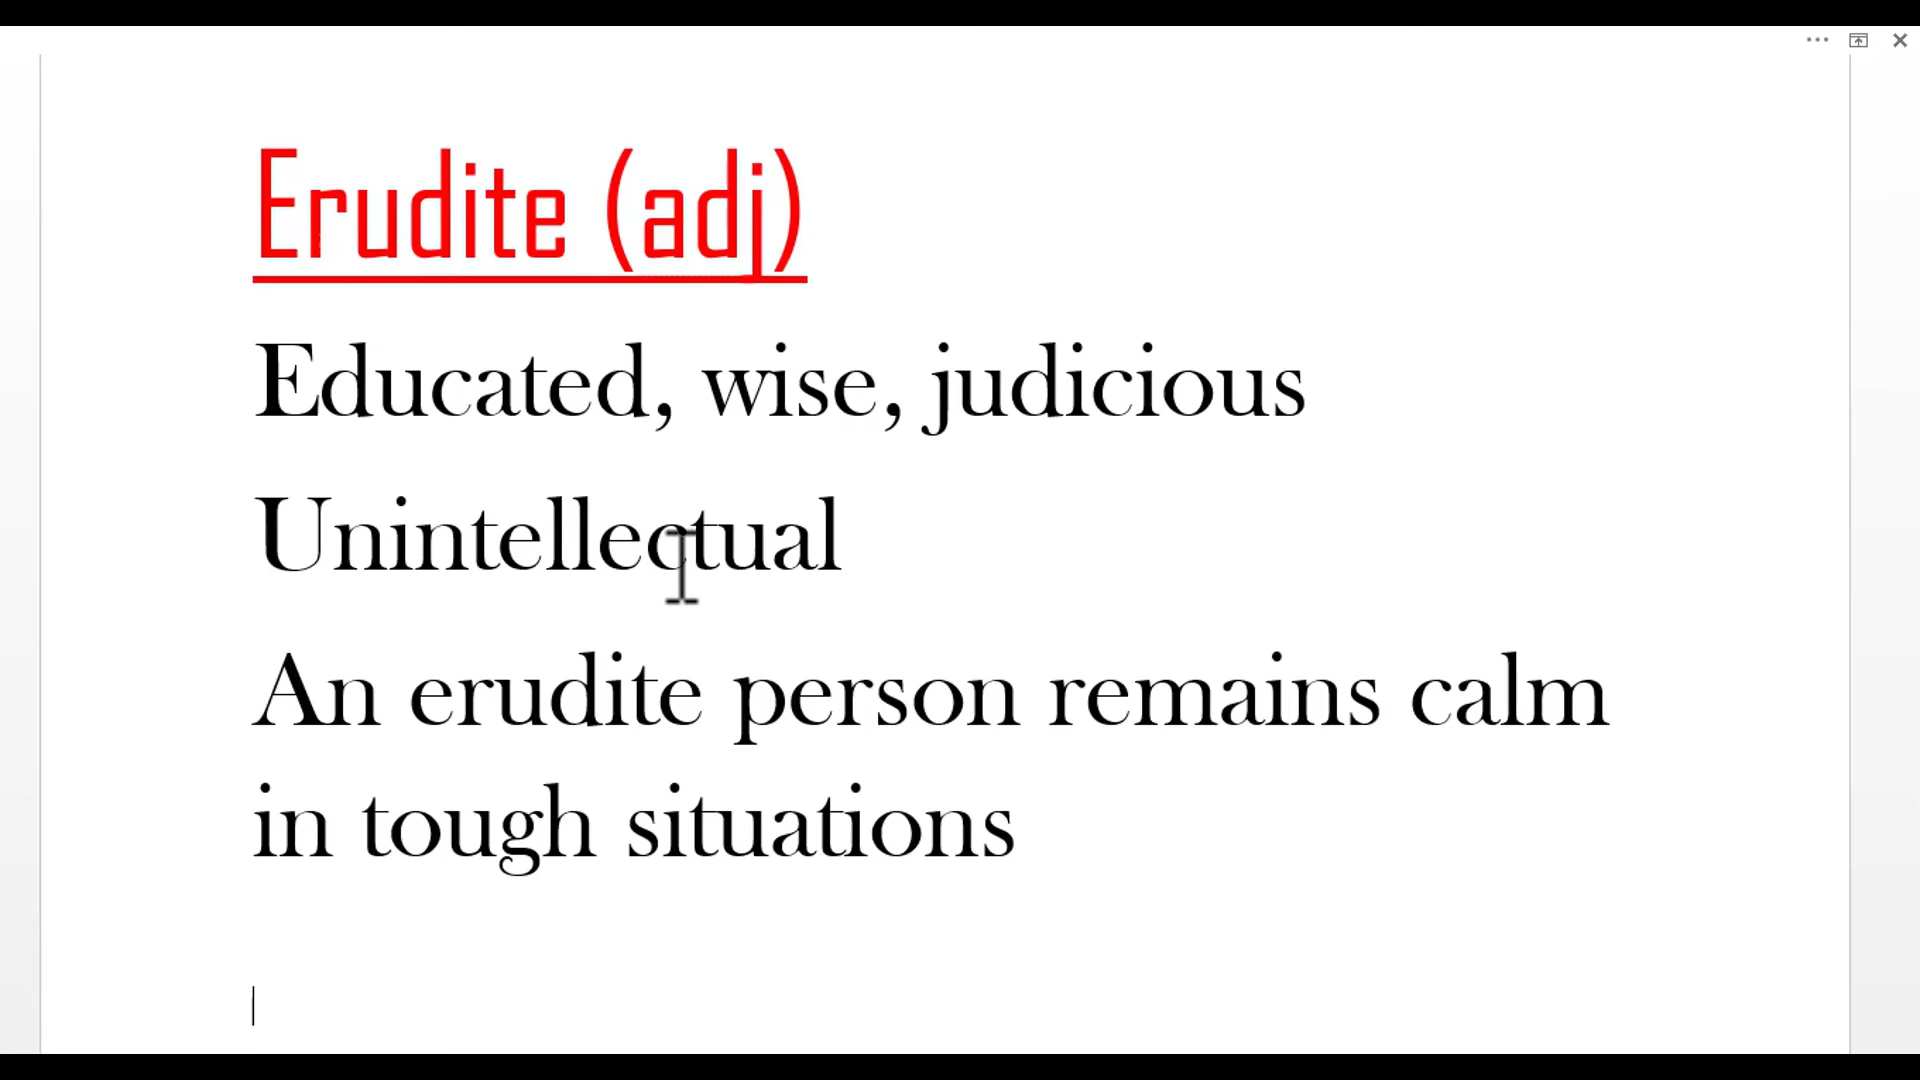 Erudite (adj)
Educated, wise, judicious
Unintellectual
An erudite person remains calm
in tough situations